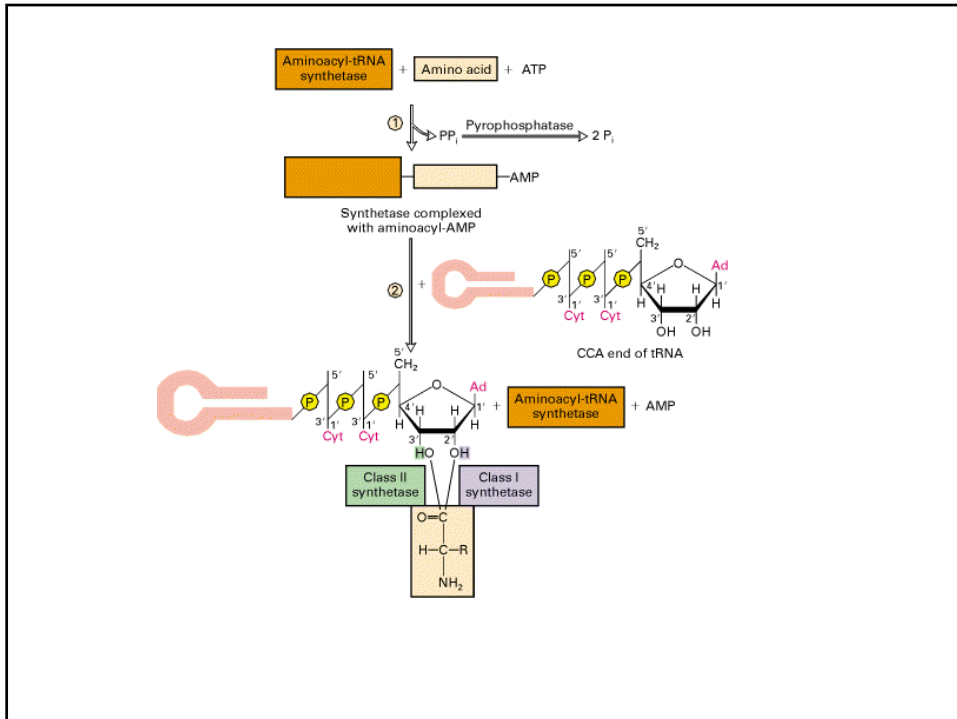 Aminoacyl-tRNA
synthetase
+
Amino acid
+ ATP
1
PPi
Pyrophosphatase
2 Pi
AMP
Synthetase complexed
with aminoacyl-AMP
2
+
P
P
P
5′
5′
5′
CH2
O
Ad
4′
H
H
1′
H
H
3′
1′
3′
1′
Cyt
Cyt
3′
2′
OH
OH
CCA end of tRNA
P
P
P
5′
5′
5′
CH2
O
Ad
4′
H
H
1′
H
H
3′
1′
3′
1′
Cyt
Cyt
3′
2′
HO
OH
+
Aminoacyl-tRNA
synthetase
+ AMP
Class II
synthetase
Class I
synthetase
O=C
H–C–R
NH2